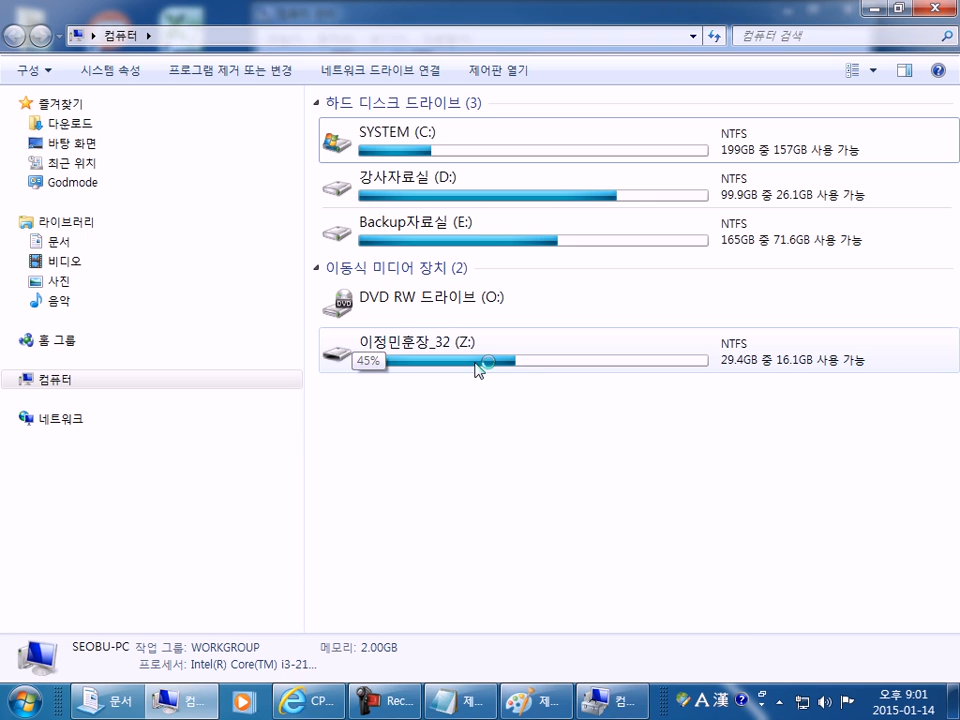 컴퓨터
컴퓨터 검색
구성 시스템 속성 프로그램 제거 또는 변경 네트워크 드라이브 연결 제어판 열기
즐겨찾기
다운로드
바탕 화면
최근 위치
Godmode
라이브러리
문서
비디오
사진
음악
홈 그룹
컴퓨터
네트워크
하드 디스크 드라이브 (3)
SYSTEM (C:)
NTFS
199GB 중 157GB 사용 가능
강사자료실 (D:)
NTFS
99.9GB 중 26.1GB 사용 가능
Backup자료실 (E:)
NTFS
165GB 중 71.6GB 사용 가능
이동식 미디어 장치 (2)
DVD RW 드라이브 (O:)
DVD
이정민훈장_32 (Z:)
45%
NTFS
29.4GB 중 16.1GB 사용 가능
SEOBU-PC 작업 그룹: WORKGROUP 메모리: 2.00GB
프로세서: Intel(R) Core(TM) i3-21...
문서 컴... CP... Rec... 제... 제... 컴...
A 漢
오후 9:01
2015-01-14